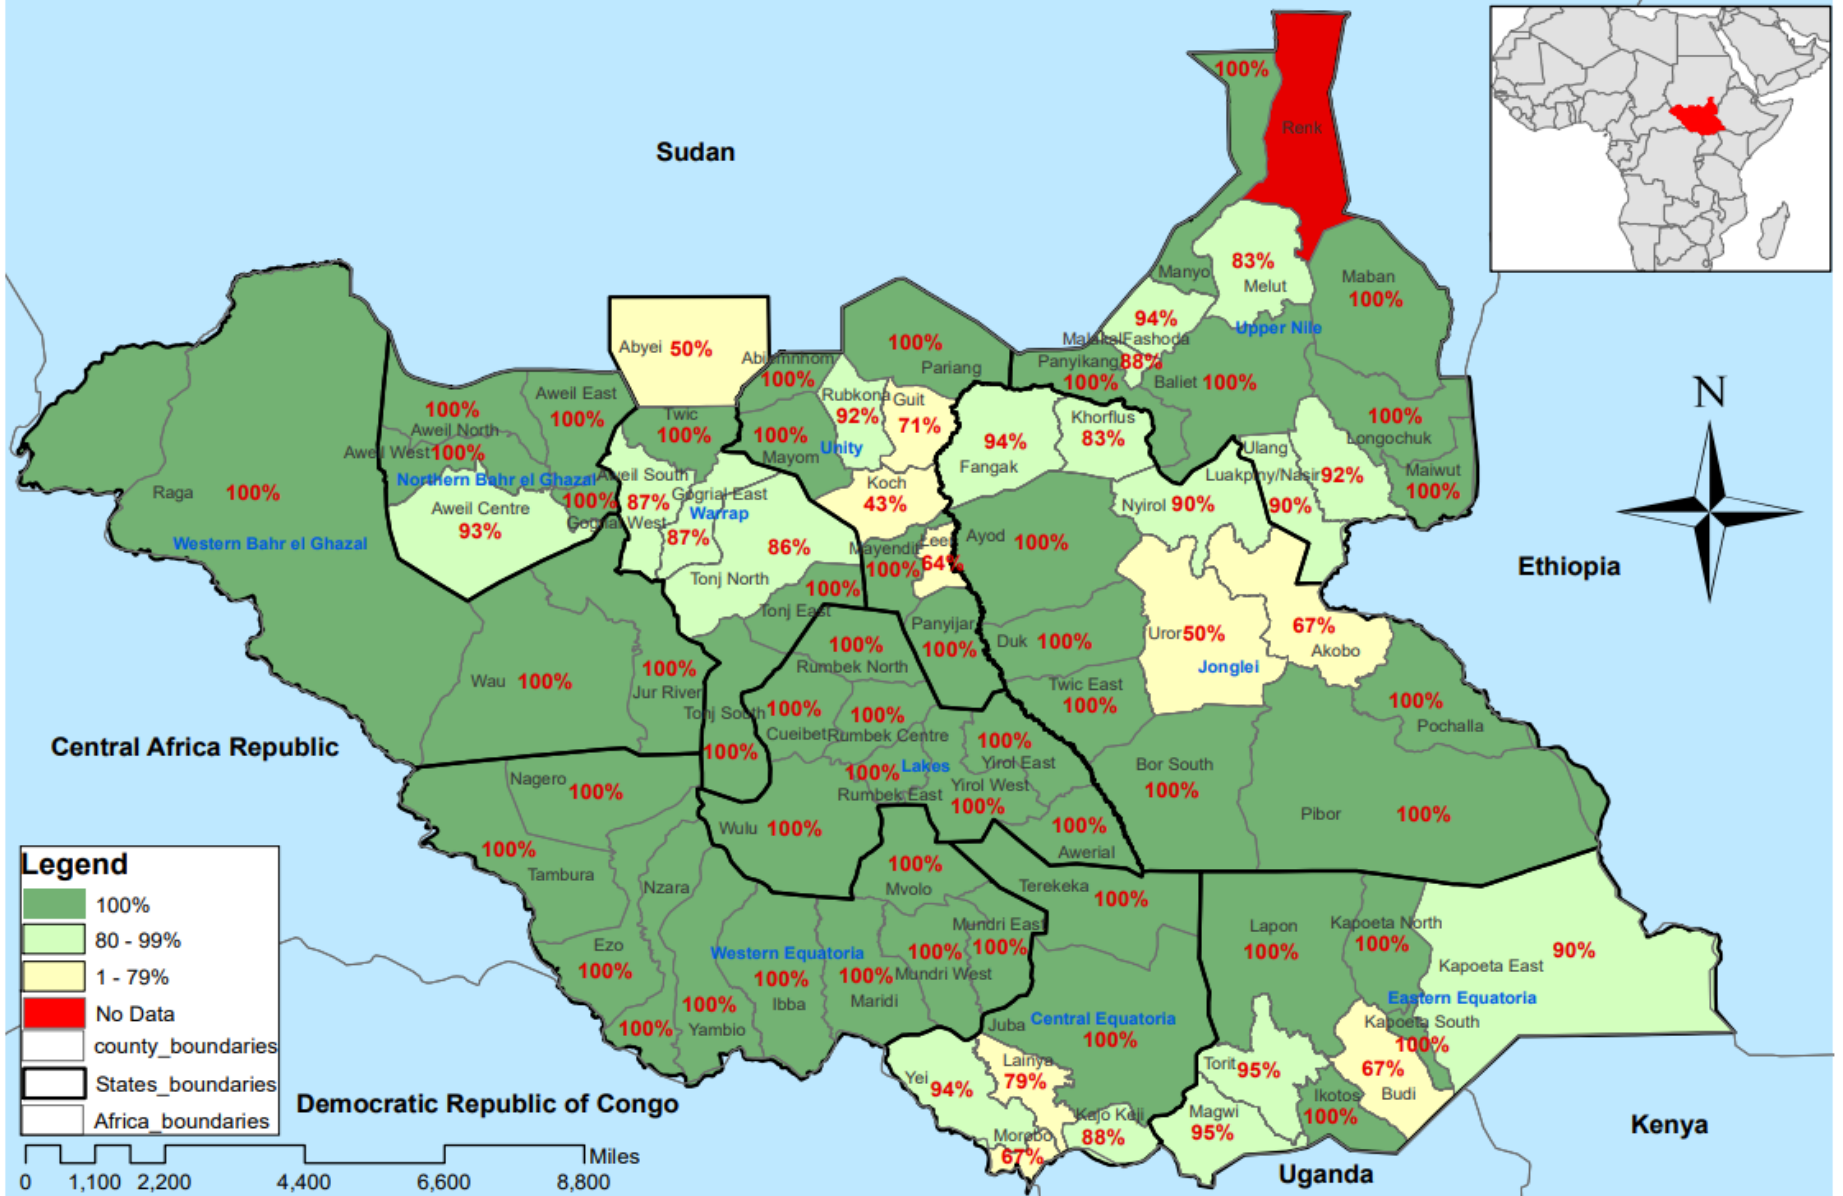 100%
Renk
Sudan
Manyo
83%
Melut
Maban
100%
94%
Upper Nile
MalakalFashoda
Abyei 50%
Abiemnhom
100%
100%
Pariang
Panyikang
88%
100%
Baliet 100%
Aweil East
100%
100%
Aweil North
Aweil West
100%
Twic
100%
Rubkona
92%
Guit
71%
100%
Mayom
Unity
94%
Fangak
Khorflus
83%
Ulang
Luakpiny/Nasir
92%
90%
100%
Longochuk
Maiwut
100%
N
Raga 100%
Northern Bahr el Ghazal
Aweil South
Aweil Centre
93%
100%
Gogrial West
87%
Gogrial East
Warrap
87%
86%
Koch
43%
Nyirol 90%
Western Bahr el Ghazal
Tonj North
Mayendit
100%
Leer
64%
Ayod 100%
Ethiopia
100%
Tonj East
Panyijar
100%
100%
Rumbek North
Duk 100%
Uror 50%
67%
Akobo
Jonglei
Wau 100%
100%
Jur River
Tonj South
100%
100%
Cueibet
100%
Rumbek Centre
Twic East
100%
100%
Pochalla
Central Africa Republic
100%
Lakes
Rumbek East
100%
Yirol East
Yirol West
100%
Bor South
100%
Pibor 100%
Nagero
100%
Wulu 100%
100%
Awerial
100%
Tambura
Nzara
100%
Mvolo
Terekeka
100%
Legend
100%
80 - 99%
1 - 79%
No Data
county_boundaries
States_boundaries
Africa_boundaries
Ezo
100%
Western Equatoria
100%
Ibba
100%
Maridi
100%
Mundri West
Mundri East
100%
Lapon
100%
Kapoeta North
100%
Kapoeta East
90%
Eastern Equatoria
100%
100%
Yambio
Juba
Central Equatoria
100%
Kapoeta South
100%
Democratic Republic of Congo
Yei
94%
Lainya
79%
Torit 95%
67%
Budi
Ikotos
100%
Magwi
95%
Kajo Keji
88%
Morobo
67%
Kenya
Uganda
Miles
0 1,100 2,200 4,400 6,600 8,800